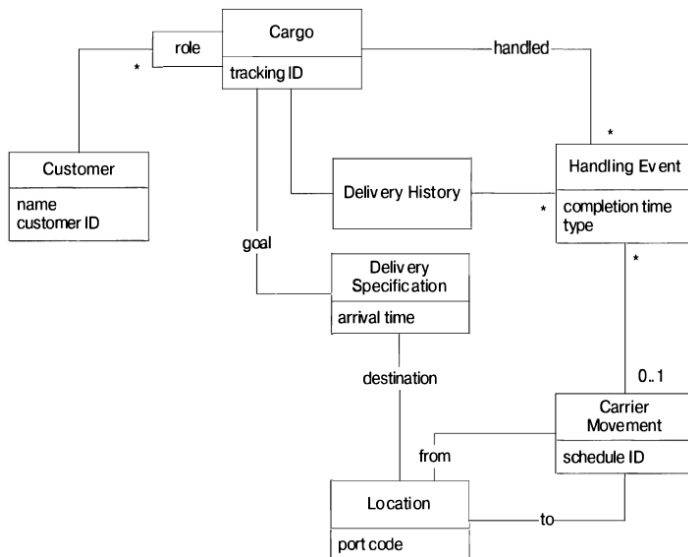 Cargo
role
handled
*
tracking ID
*
Customer
Handling Event
Delivery History
name
customer ID
*
completion time
type
goal
*
Delivery
Specification
arrival time
destination
0..1
Carrier
Movement
from
schedule ID
Location
to
port code